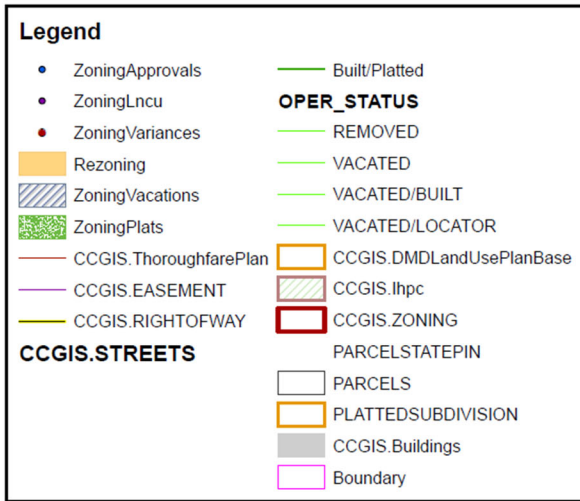 Legend
ZoningApprovals
ZoningLncu
ZoningVariances
Rezoning
ZoningVacations
ZoningPlats
CCGIS.ThoroughfarePlan
CCGIS.EASEMENT
CCGIS.RIGHTOFWAY
CCGIS.STREETS
Built/Platted
OPER_STATUS
REMOVED
VACATED
VACATED/BUILT
VACATED/LOCATOR
CCGIS.DMDLandUsePlanBase
CCGIS.Ihpc
CCGIS.ZONING
PARCELSTATEPIN
PARCELS
PLATTEDSUBDIVISION
CCGIS.Buildings
Boundary